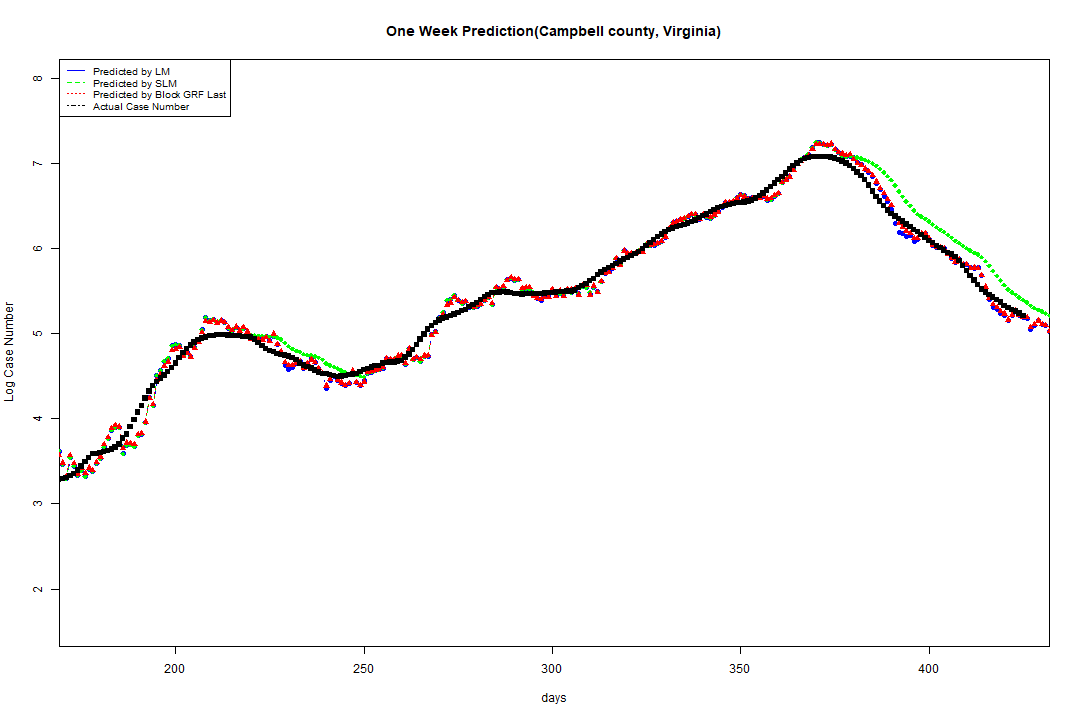 One Week Prediction(Campbell county, Virginia)
Predicted by LM
Predicted by SLM
Predicted by Block GRF Last
Actual Case Number
8
7
6
5
4
3
2
Log Case Number
200 250 300 350 400
days